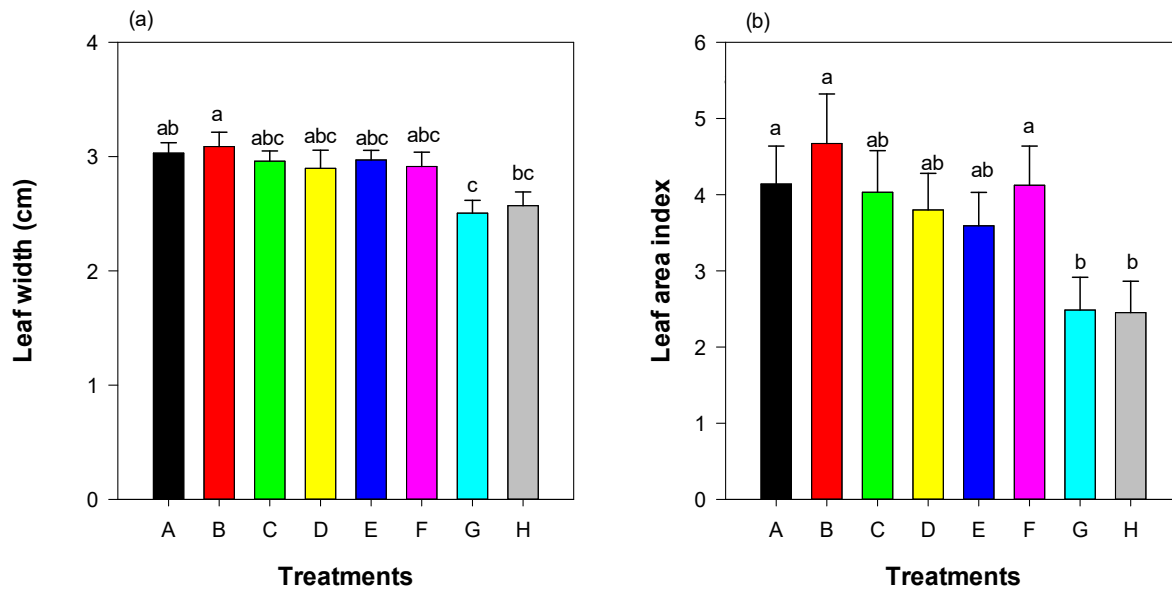 (a)
Leaf width (cm)
4
3
2
1
0
ab
a
abc
abc
abc
abc
c
bc
A B C D E F G H
Treatments
(b)
Leaf area index
6
5
4
3
2
1
0
a
a
ab
ab
ab
a
b
b
A B C D E F G H
Treatments